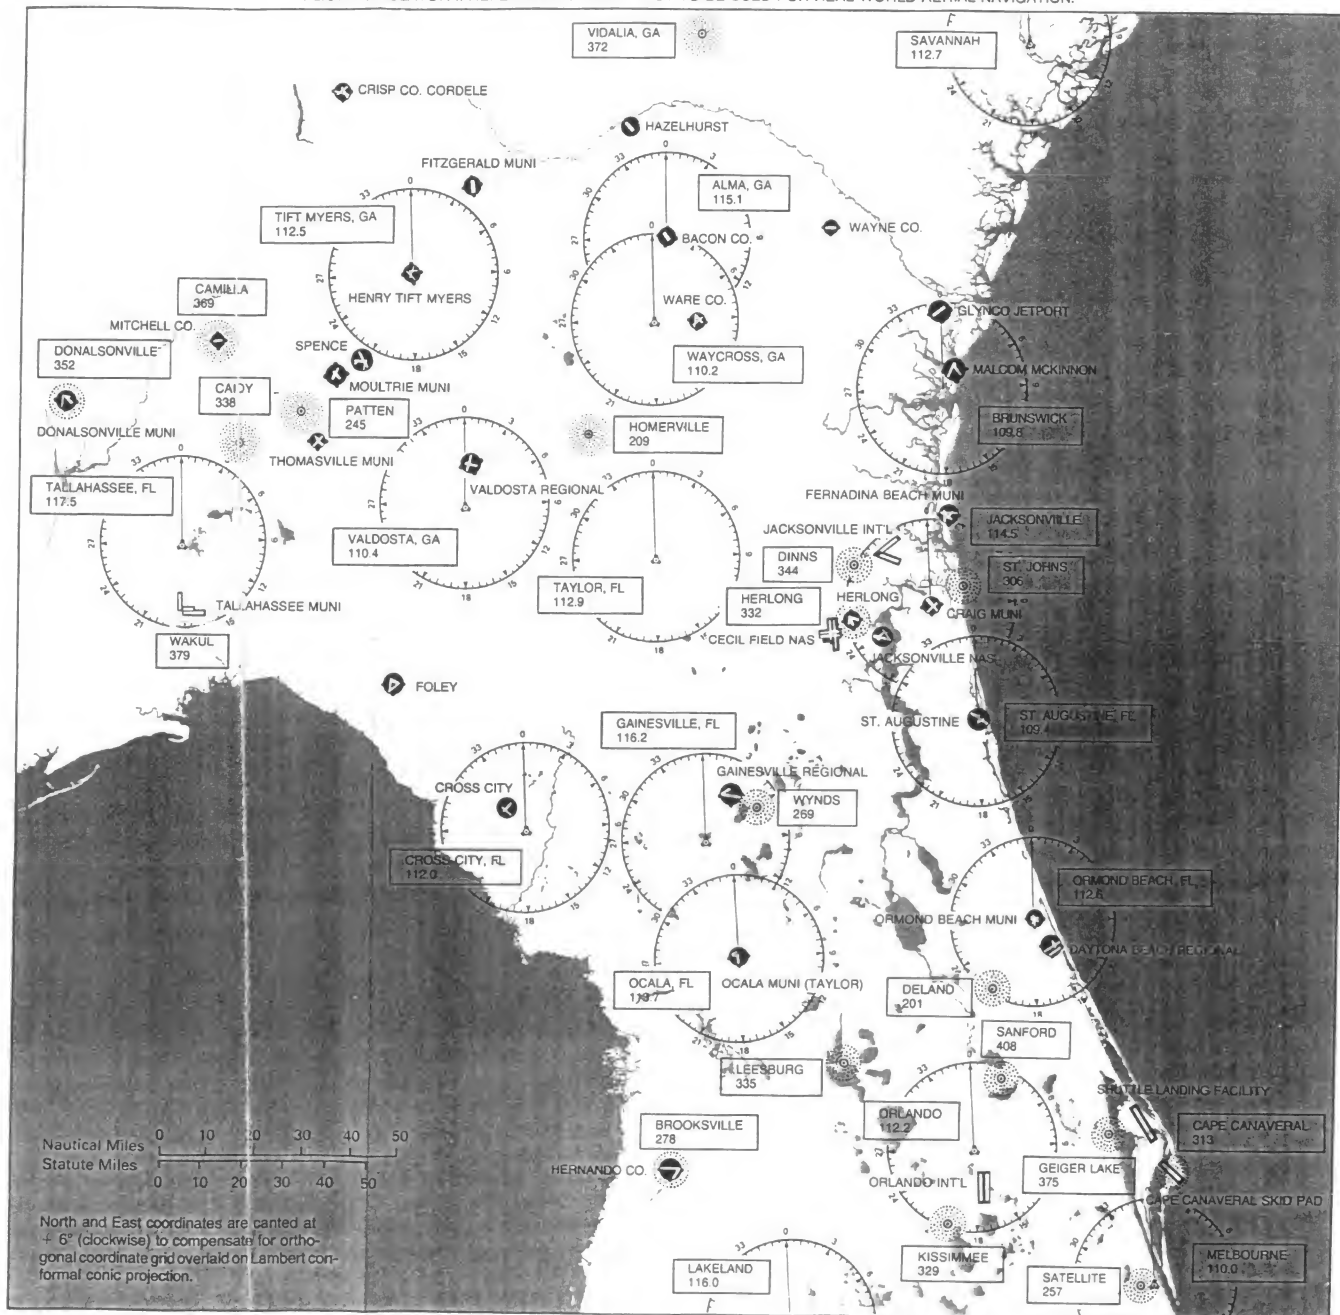 VIDALIA, GA
372
SAVANNAH
112.7
CRISP CO. CORDELE
HAZELHURST
FITZGERALD MUNI
ALMA, GA
115.1
TIFT MYERS, GA
112.5
BACON CO.
WAYNE CO.
HENRY TIFT MYERS
CAMILLA
369
WARE CO.
GLYNCO JETPORT
MITCHELL CO.
DONALSONVILLE
352
SPENCE
MOULTRIE MUNI
WAYCROSS, GA
110.2
MALCOM MCKINNON
338
PATTEN
245
HOMERVILLE
209
BRUNSWICK
109.8
DONALSONVILLE MUNI
THOMASVILLE MUNI
TALLAHASSEE, FL
117.5
VALDOSTA REGIONAL
FERNADINA BEACH MUNI
VALDOSTA, GA
110.4
JACKSONVILLE INT'L
JACKSONVILLE
114.5
DINNS
344
TAYLOR, FL
112.9
ST. JOHNS
306
HERLONG
332
HERLONG
CRAIG MUNI
TALLAHASSEE MUNI
CECIL FIELD NAS
WAKUL
379
JACKSONVILLE NAS
FOLEY
ST. AUGUSTINE
ST. AUGUSTINE, FL
109.4
GAINESVILLE, FL
116.2
GAINESVILLE REGIONAL
CROSS CITY
WYNDS
269
CROSS CITY, FL
112.0
ORMOND BEACH, FL
112.6
ORMOND BEACH MUNI
DAYTONA BEACH REGIONAL
OCALA, FL
113.7
OCALA MUNI (TAYLOR)
DELAND
201
SANFORD
408
LEESBURG
335
SHUTTLE LANDING FACILITY
ORLANDO
112.2
BROOKSVILLE
278
CAPE CANAVERAL
313
HERNANDO CO.
GEIGER LAKE
375
ORLANDO INT'L
CAPE CANAVERAL SKID PAD
Nautical Miles 0 10 20 30 40 50
Statute Miles
0 10 20 30 40 50
North and East coordinates are canted at
+ 6° (clockwise) to compensate for ortho-
gonal coordinate grid overlaid on Lambert con-
formal conic projection.
LAKELAND
116.0
KISSIMMEE
329
SATELLITE
257
MELBOURNE
110.0